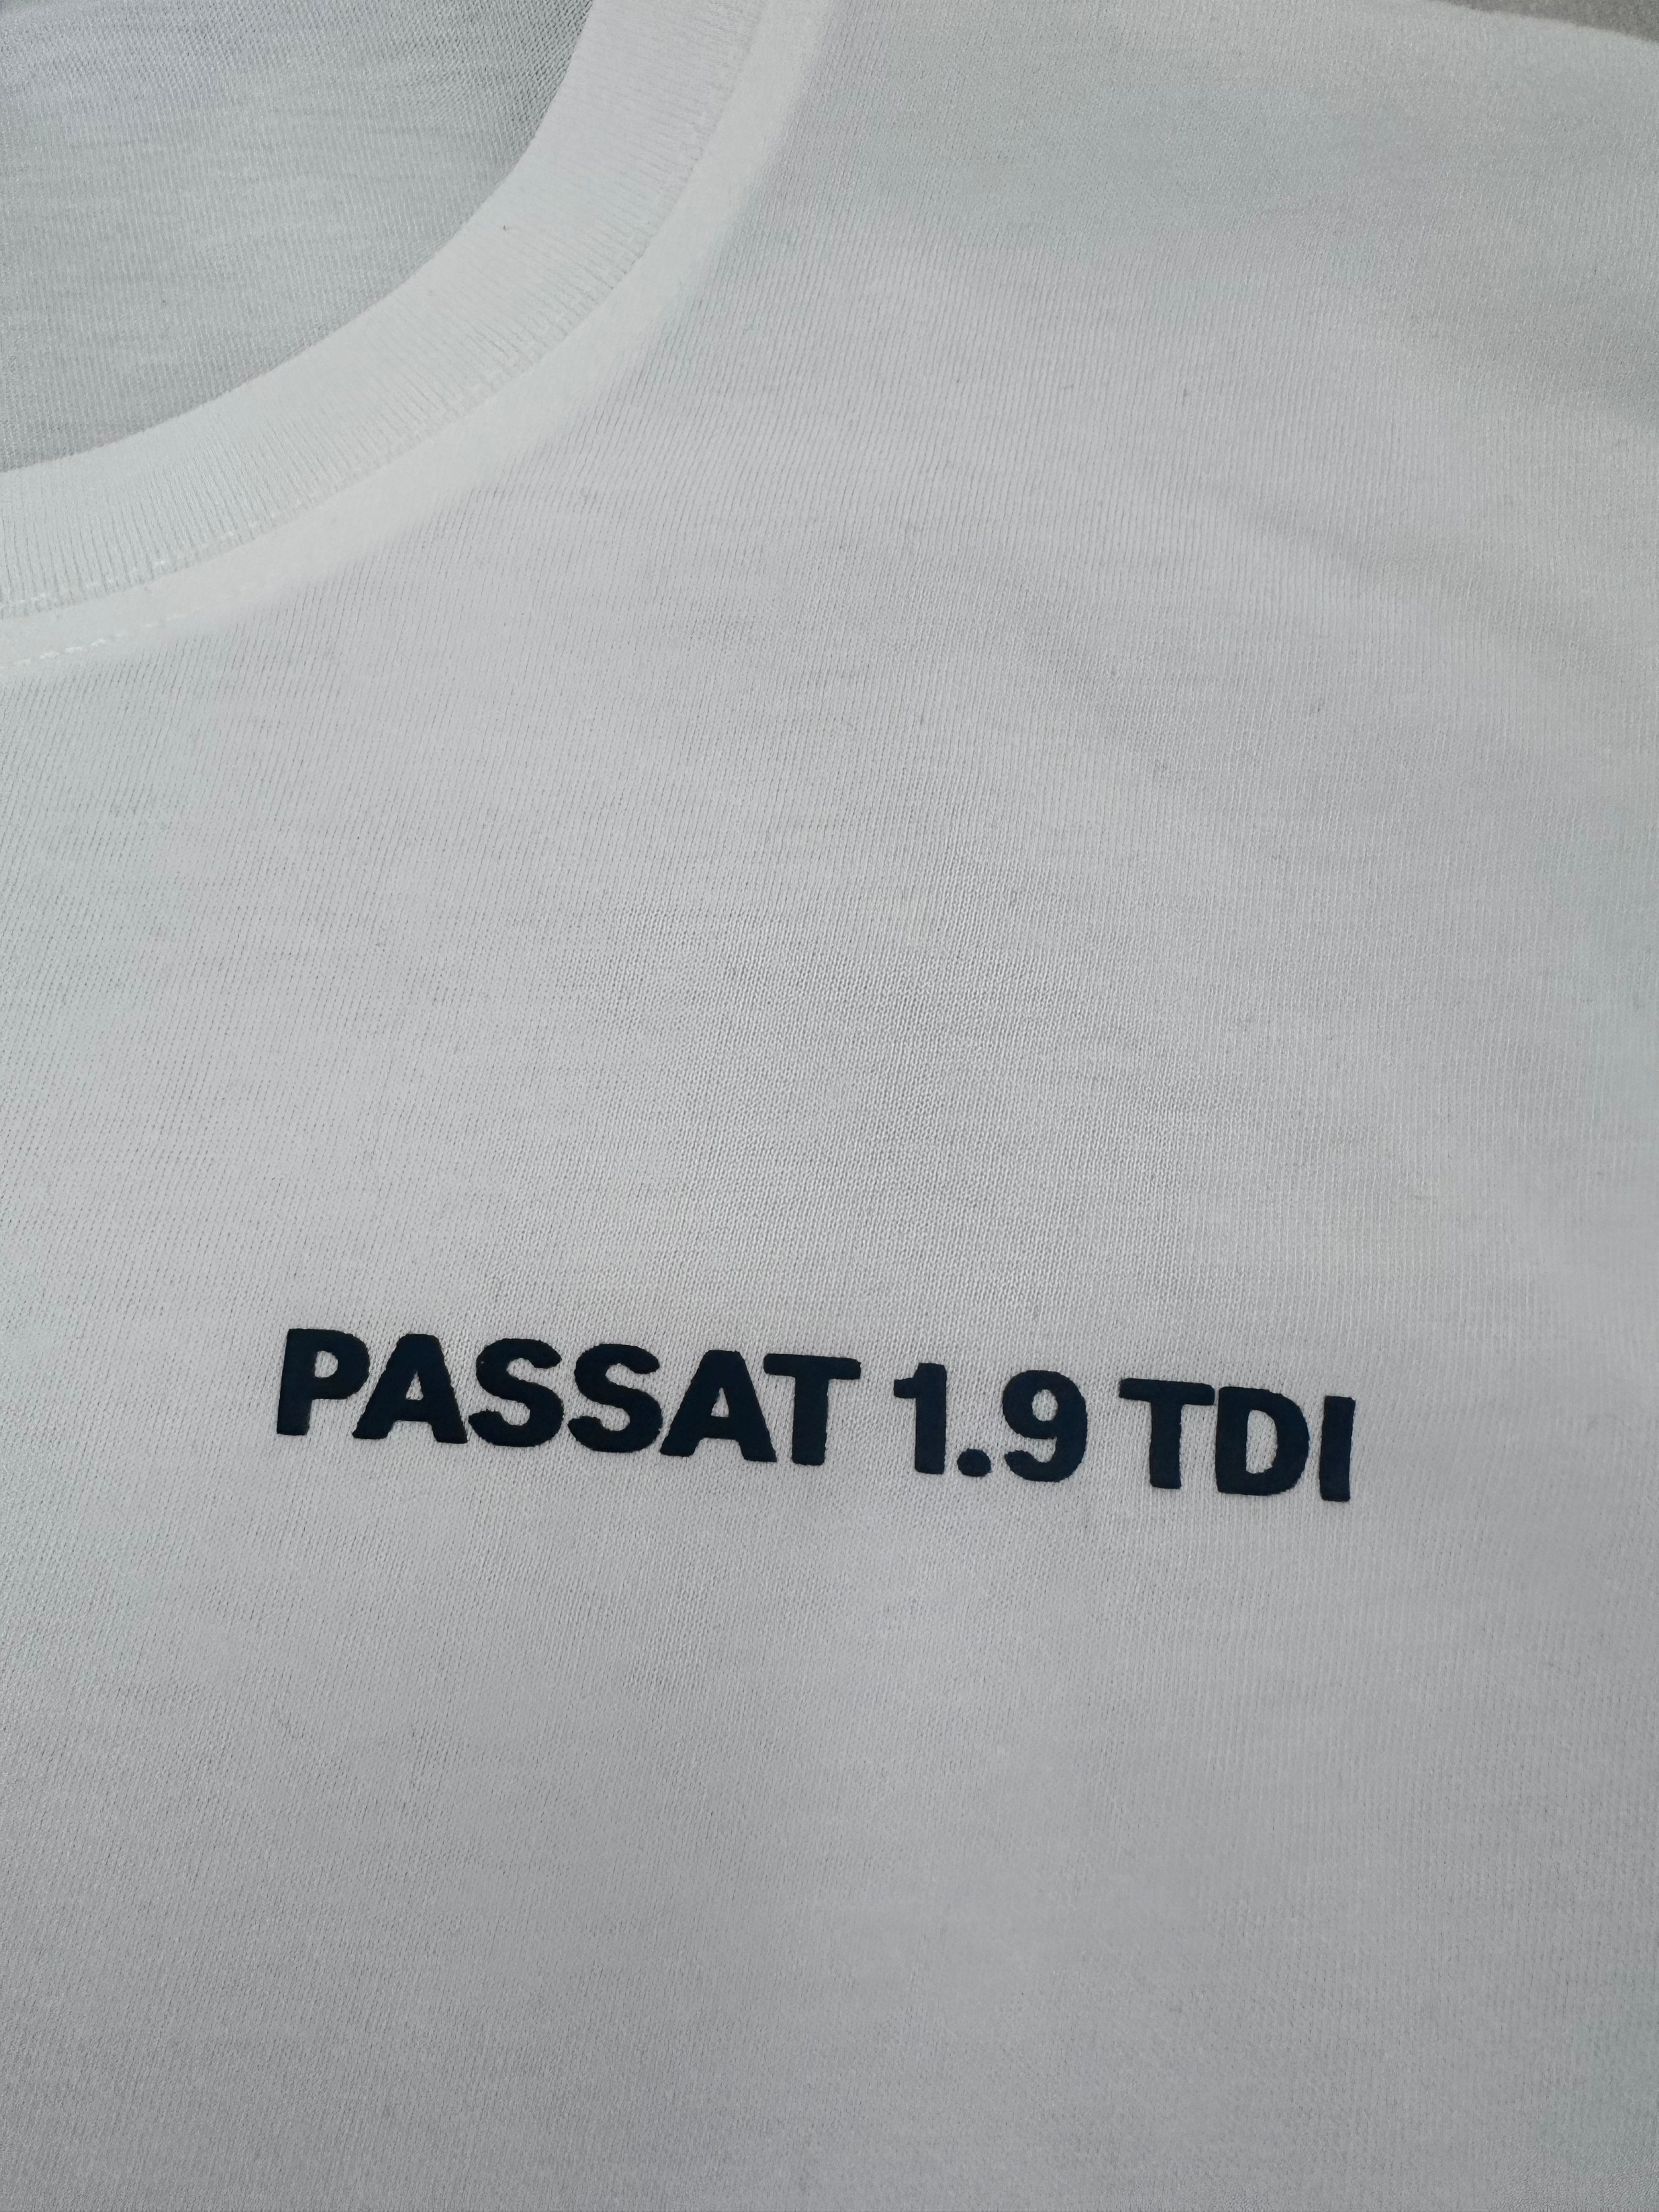 PASSAT 1.9 TDI